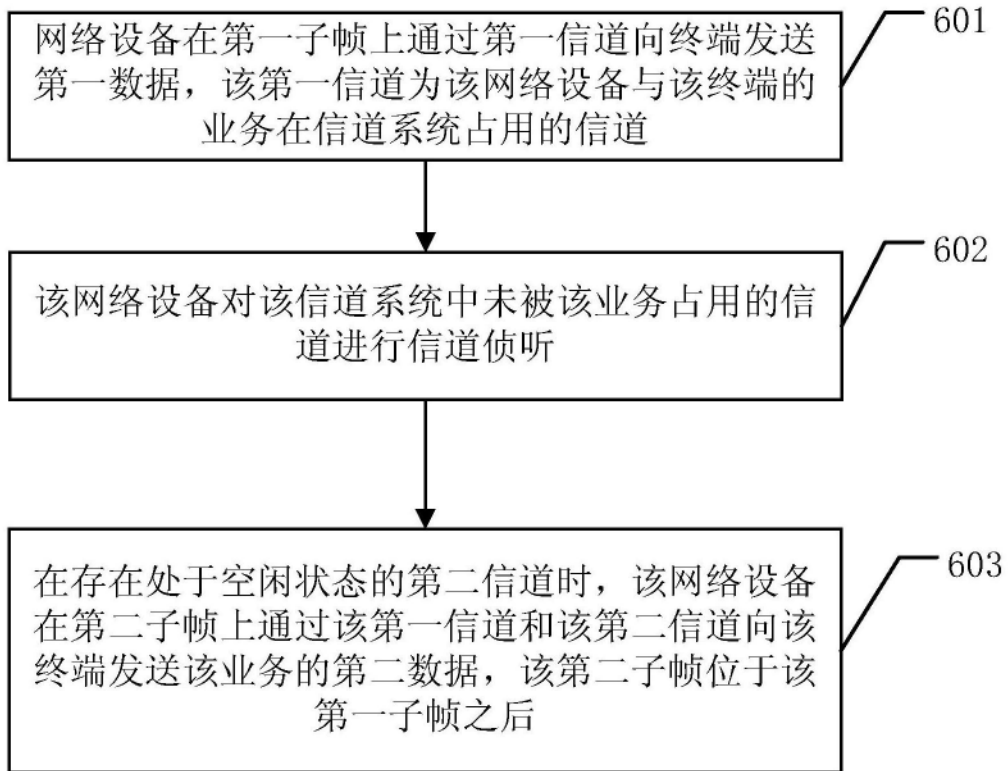 网络设备在第一子帧上通过第一信道向终端发送
第一数据，该第一信道为该网络设备与该终端的
业务在信道系统占用的信道
601
该网络设备对该信道系统中未被该业务占用的信
道进行信道侦听
602
在存在处于空闲状态的第二信道时，该网络设备
在第二子帧上通过该第一信道和该第二信道向该
终端发送该业务的第二数据，该第二子帧位于该
第一子帧之后
603